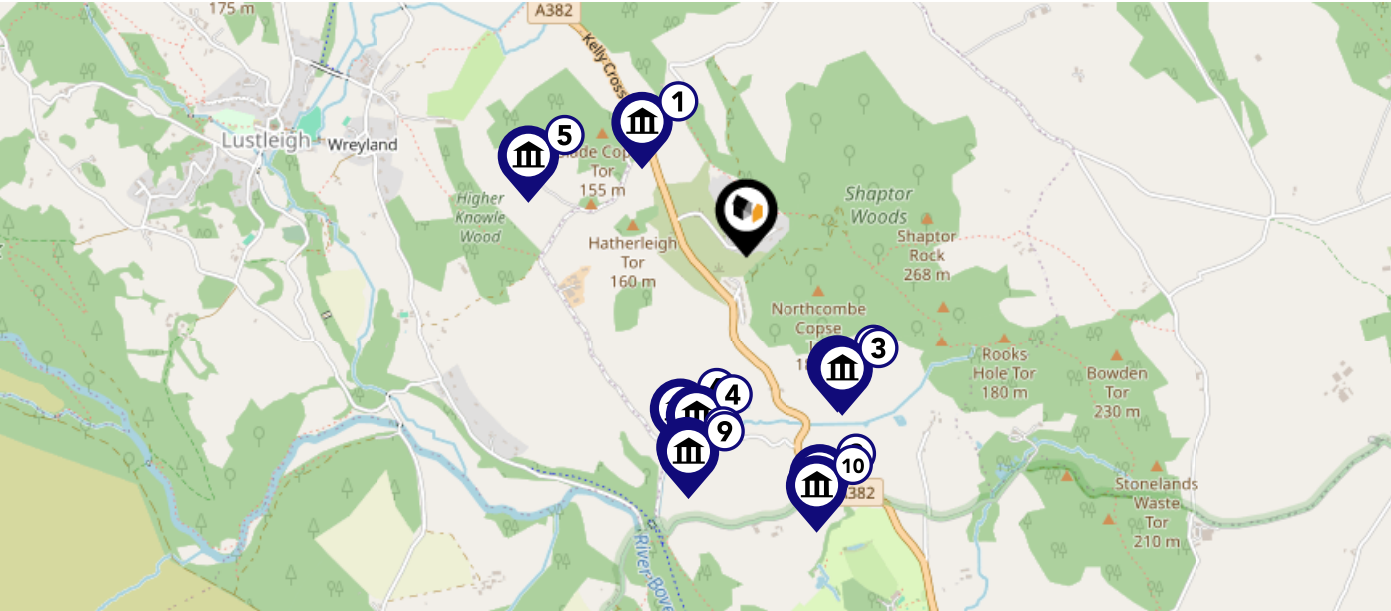 175 m
A382
Kelly Cross
1
5
Lustleigh
Wreyland
Tor
155 m
Higher
Knowle
Wood
Hatherleigh
Tor
160 m
Shaptor
Woods
Shaptor
Rock
268 m
Northcombe
Copse
3
Rooks
Hole Tor
180 m
Bowden
Tor
230 m
4
9
10
382
Stonelands
Waste
Tor
210 m
River Bove